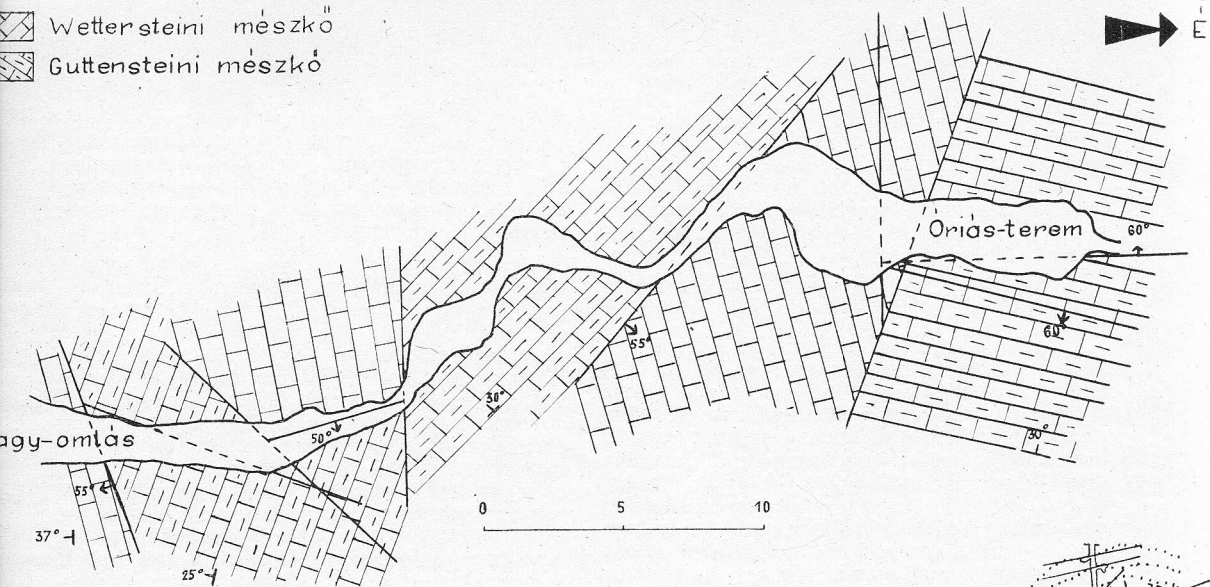 Wettersteini mészkő
Guttensteini mészkő
É
Óriás-terem
60°
60°
55°
30°
50°
30°
agy-omlás
55°
37°
25°
0 5 10